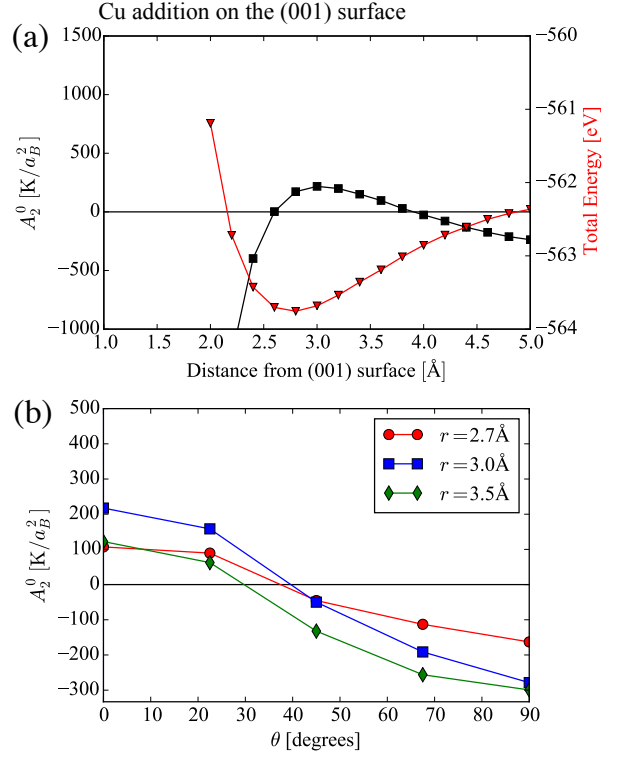 Cu addition on the (001) surface
(a)
1500
1000
500
0
−500
−1000
A_2^0 [K/a_B^2]
−560
−561
−562
−563
−564
Total Energy [eV]
1.0 1.5 2.0 2.5 3.0 3.5 4.0 4.5 5.0
Distance from (001) surface [Å]
(b)
500
400
300
200
100
0
−100
−200
−300
A_2^0 [K/a_B^2]
r = 2.7Å
r = 3.0Å
r = 3.5Å
0 10 20 30 40 50 60 70 80 90
θ [degrees]